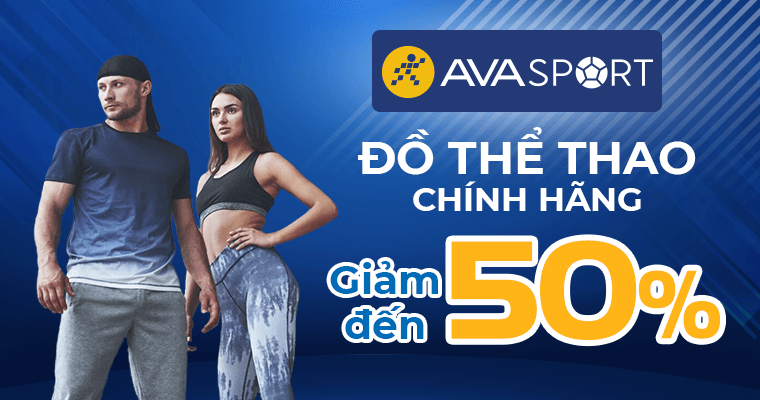 AVASPORT
ĐỒ THỂ THAO
CHÍNH HÃNG
Giảm
đến
50%